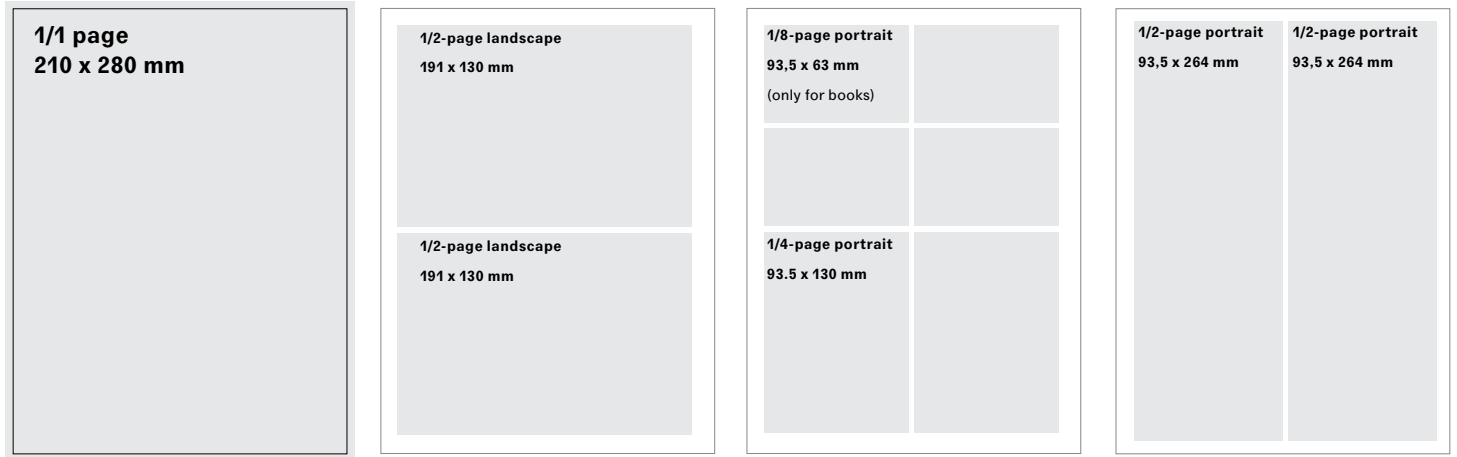 1/1 page
210 x 280 mm
1/2-page landscape
191 x 130 mm
1/2-page landscape
191 x 130 mm
1/8-page portrait
93,5 x 63 mm
(only for books)
1/4-page portrait
93.5 x 130 mm
1/2-page portrait
93,5 x 264 mm
1/2-page portrait
93,5 x 264 mm